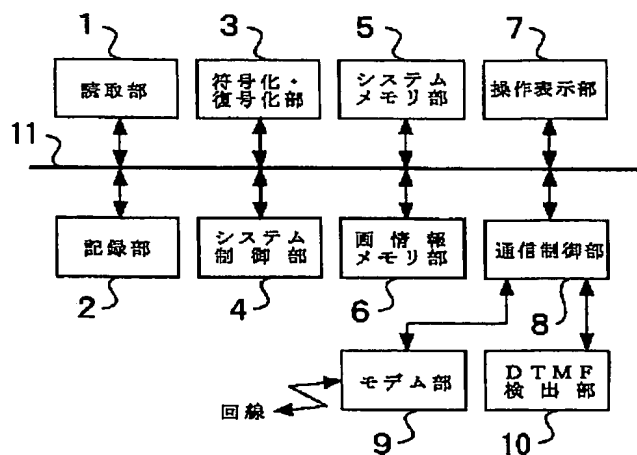 1
3
5
7
読取部
符号化・
復号化部
システム
メモリ部
操作表示部
11
記録部
システム
制御部
画情報
メモリ部
通信制御部
2
4
6
8
回線
モデム部
DTMF
検出部
9
10